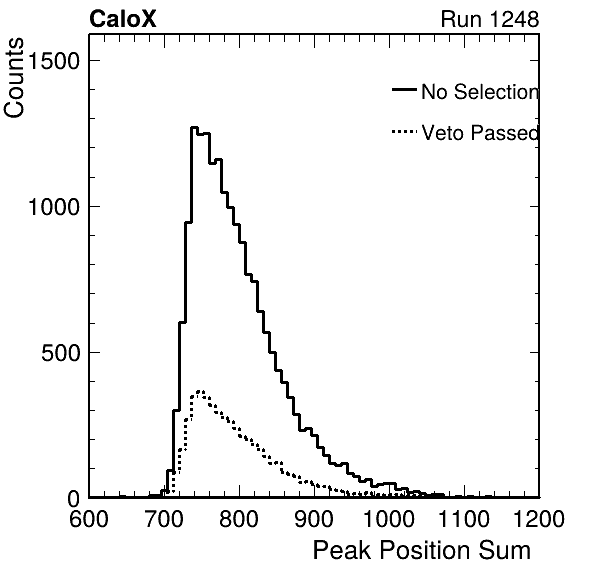 CaloX Run 1248
Counts
1500
No Selection
Veto Passed
1000
500
0
600 700 800 900 1000 1100 1200
Peak Position Sum